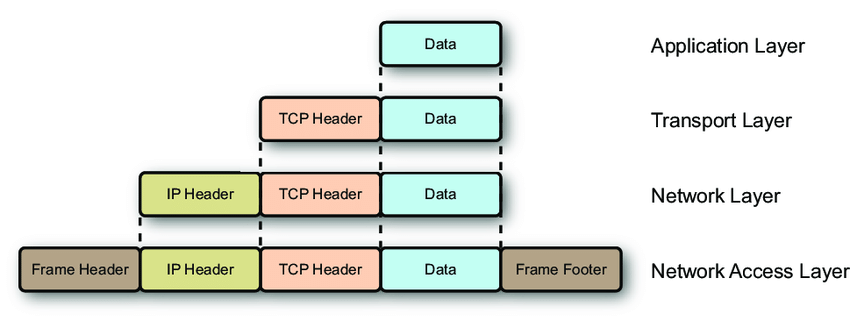 Data
Application Layer
TCP Header
Data
Transport Layer
IP Header
TCP Header
Data
Network Layer
Frame Header
IP Header
TCP Header
Data
Frame Footer
Network Access Layer